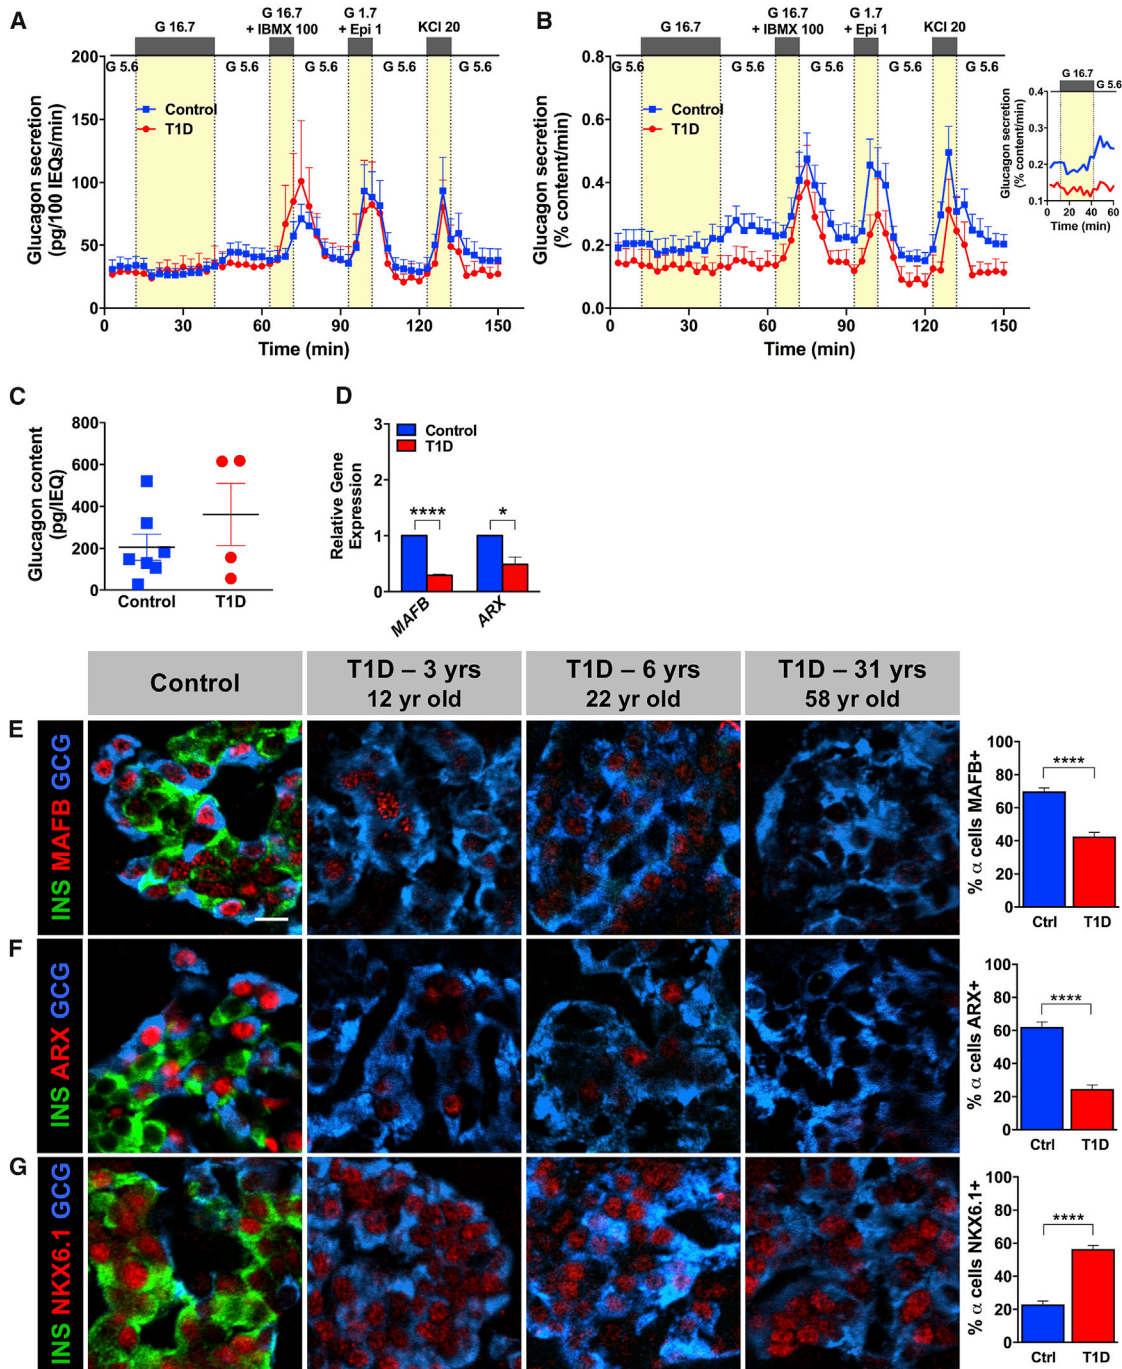 A
G 16.7
G 16.7
+ IBMX 100
G 1.7
+ Epi 1
KCl 20
G 5.6
G 5.6
G 5.6
G 5.6
Control
T1D
Glucagon secretion
(pg/100 IEQs/min)
200
150
100
50
0
0
30
60
90
120
150
Time (min)
B
G 16.7
G 16.7
+ IBMX 100
G 1.7
+ Epi 1
KCl 20
G 5.6
G 5.6
G 5.6
G 5.6
G 5.6
Control
T1D
Glucagon secretion
(% content/min)
0.8
0.6
0.4
0.2
0.0
0
30
60
90
120
150
Time (min)
G 16.7
G 5.6
Glucagon secretion
(% content/min)
0.4
0.3
0.2
0.1
0
20
40
60
Time (min)
C
Glucagon content
(pg/IEQ)
800
600
400
200
0
Control
T1D
D
Control
T1D
Relative Gene
Expression
3
2
1
0
****
*
MAFB
ARX
Control
T1D – 3 yrs
12 yr old
T1D – 6 yrs
22 yr old
T1D – 31 yrs
58 yr old
E
INS MAFB GCG
% α cells MAFB+
100
80
60
40
20
0
****
Ctrl
T1D
F
INS ARX GCG
% α cells ARX+
100
80
60
40
20
0
****
Ctrl
T1D
G
INS NKX6.1 GCG
% α cells NKX6.1+
100
80
60
40
20
0
****
Ctrl
T1D